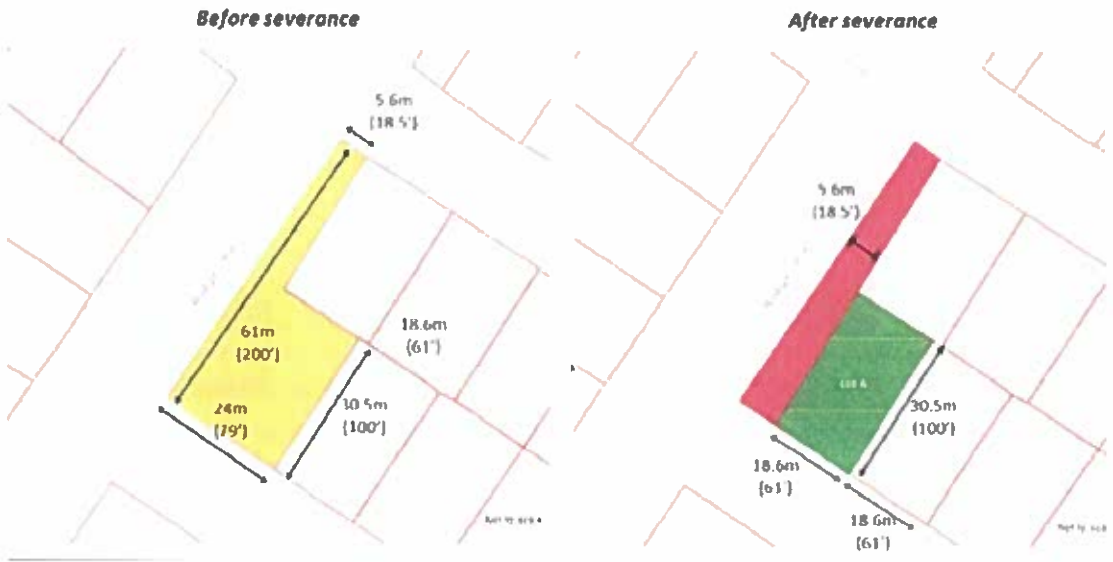 Before severance
5.6m
(18.5')
61m
(200')
18.6m
(61')
24m
(79')
30.5m
(100')
After severance
5.6m
(18.5')
Lot A
30.5m
(100')
18.6m
(61')
18.6m
(61')